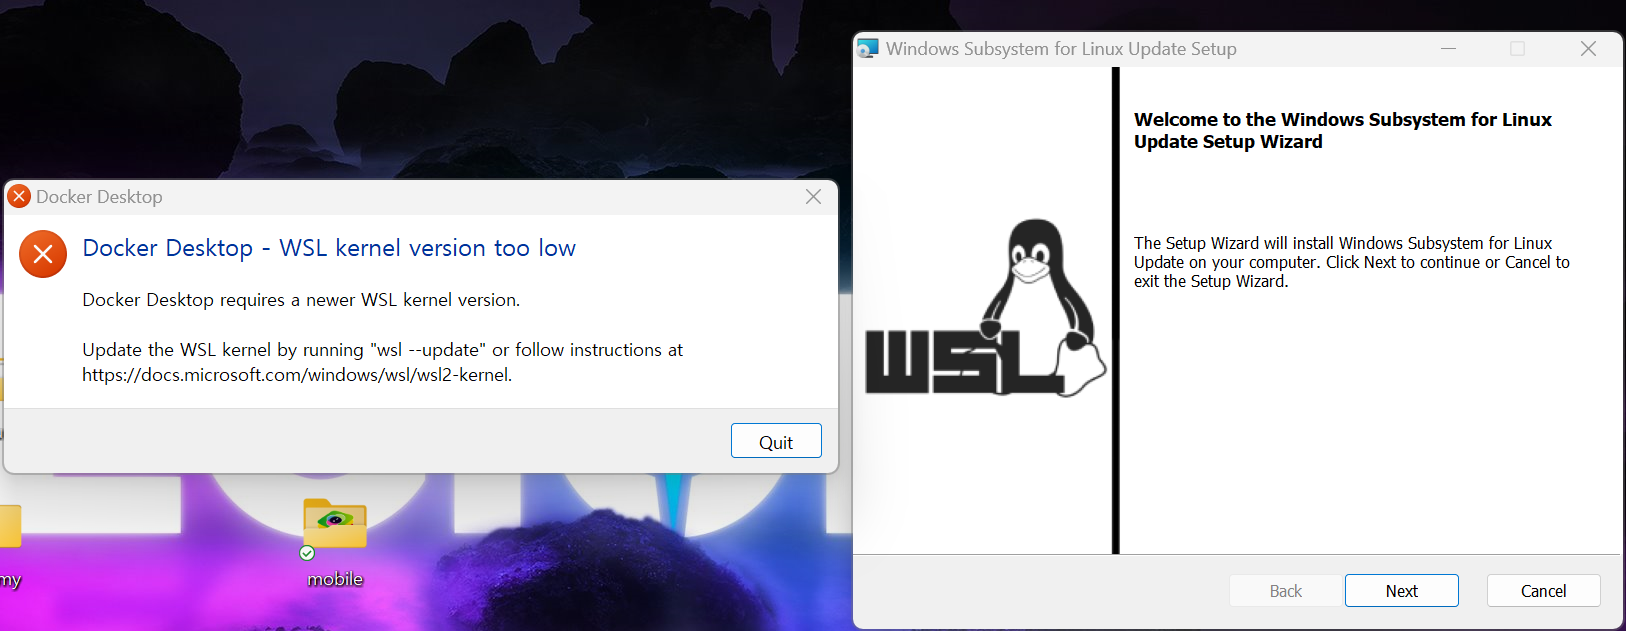 Docker Desktop
Docker Desktop - WSL kernel version too low
Docker Desktop requires a newer WSL kernel version.
Update the WSL kernel by running "wsl --update" or follow instructions at
https://docs.microsoft.com/windows/wsl/wsl2-kernel.
Quit
my
mobile
Windows Subsystem for Linux Update Setup
Welcome to the Windows Subsystem for Linux
Update Setup Wizard
The Setup Wizard will install Windows Subsystem for Linux
Update on your computer. Click Next to continue or Cancel to
exit the Setup Wizard.
WSL
Back
Next
Cancel